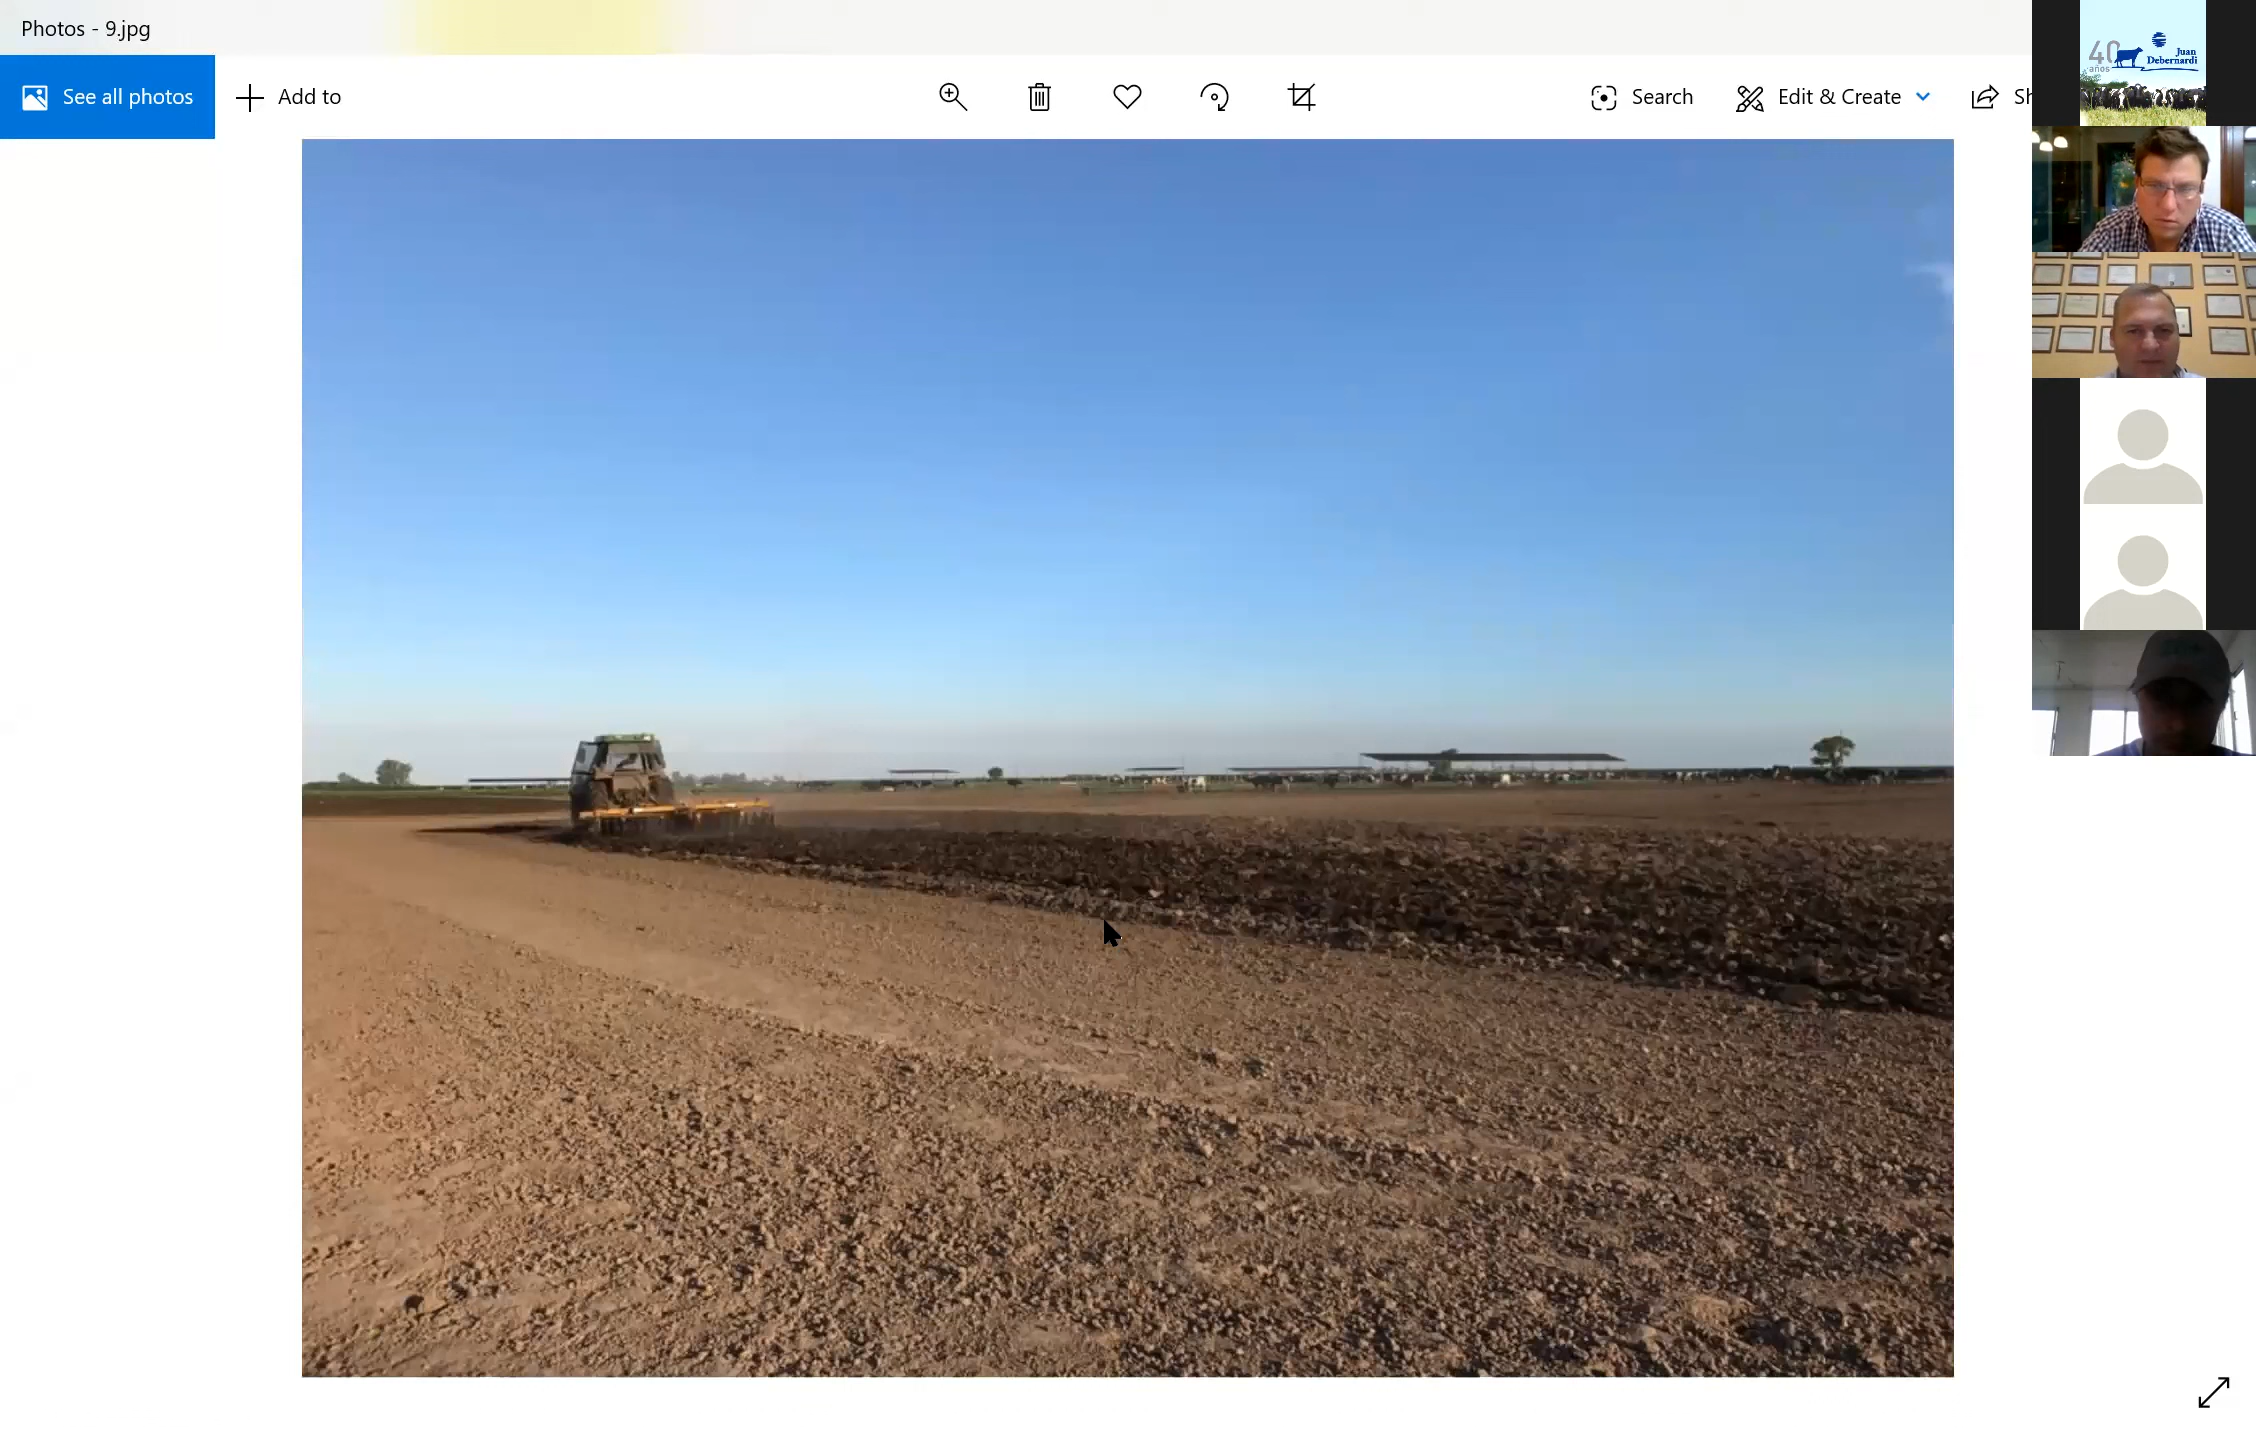 Photos - 9.jpg
See all photos
Add to
Search
Edit & Create
Sh
40
años
Juan
Debernardi